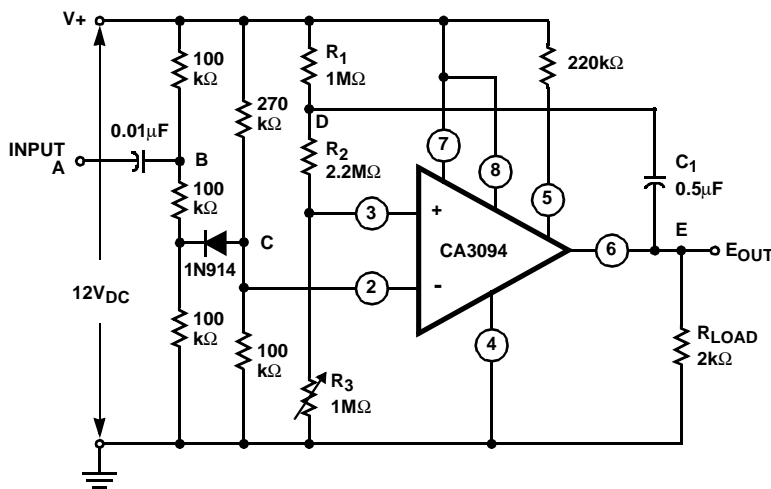 V+
100
kΩ
R1
1MΩ
220kΩ
270
kΩ
D
0.01μF
INPUT
A
B
R2
2.2MΩ
7
8
C1
0.5μF
100
kΩ
5
3
+
E
C
CA3094
6
EOUT
1N914
12VDC
2
-
100
kΩ
4
RLOAD
2kΩ
100
kΩ
R3
1MΩ